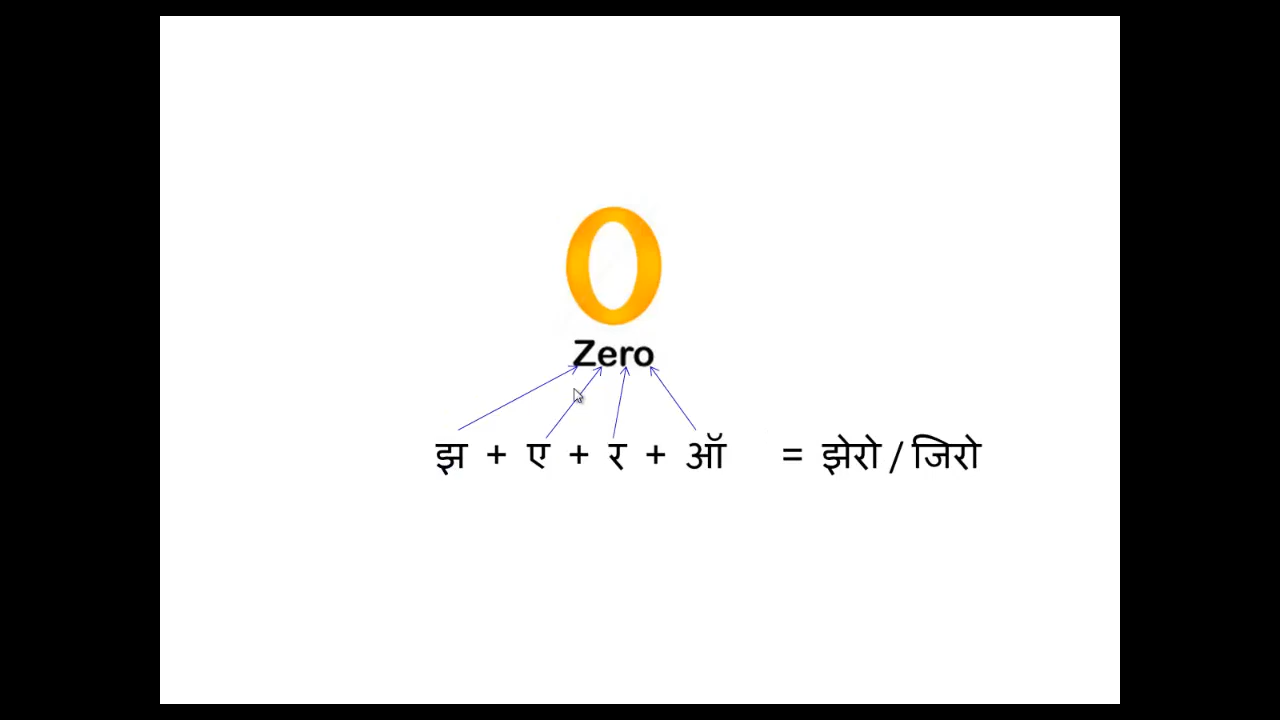 0
Zero
झ + ए + र + ऑ = झेरो / जिरो